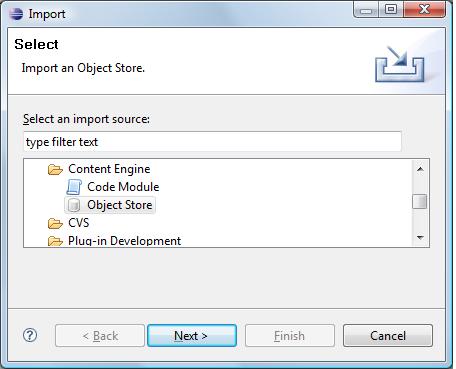 Import
Select
Import an Object Store.
Select an import source:
type filter text
Content Engine
Code Module
Object Store
CVS
Plug-in Development
?
< Back
Next >
Finish
Cancel